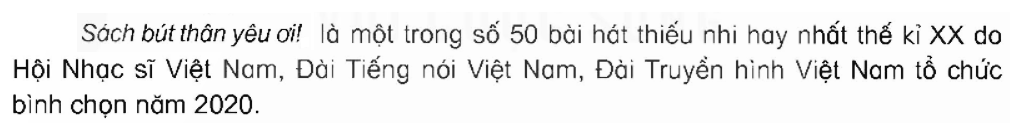 Sách bút thân yêu ơi! là một trong số 50 bài hát thiếu nhi hay nhất thế kỉ XX do
Hội Nhạc sĩ Việt Nam, Đài Tiếng nói Việt Nam, Đài Truyền hình Việt Nam tổ chức
bình chọn năm 2020.